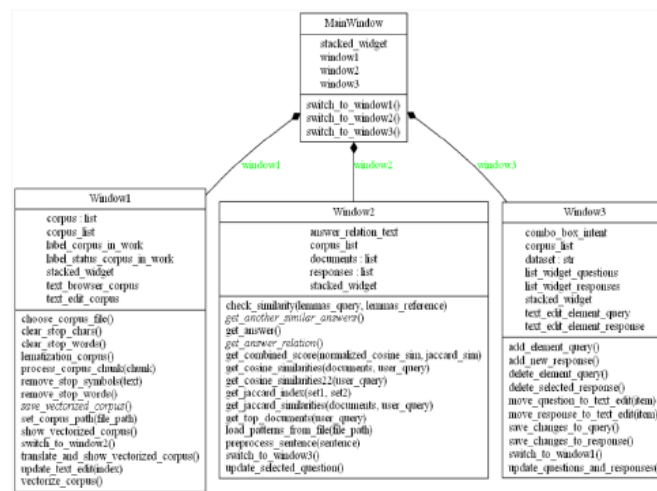 MainWindow
stacked_widget
window1
window2
window3
switch_to_window1()
switch_to_window2()
switch_to_window3()
window1
window2
window3
Window1
corpus : list
corpus_list
label_corpus_in_work
label_status_corpus_in_work
stacked_widget
text_browser_corpus
text_edit_corpus
choose_corpus_file()
clear_stop_chars()
clear_stop_words()
lematization_corpus()
process_corpus_chunk(chunk)
remove_stop_symbols(text)
remove_stop_words()
save_vectorized_corpus()
set_corpus_path(file_path)
show_vectorized_corpus()
switch_to_window2()
translate_and_show_vectorized_corpus()
update_text_edit(index)
vectorize_corpus()
Window2
answer_relation_text
corpus_list
documents : list
responses : list
stacked_widget
check_similarity(lemmas_query, lemmas_reference)
get_another_similar_answers()
get_answer()
get_answer_relation()
get_combined_score(normalized_cosine_sim, jaccard_sim)
get_cosine_similarities(documents, user_query)
get_cosine_similarities22(user_query)
get_jaccard_index(set1, set2)
get_jaccard_similarities(documents, user_query)
get_top_documents(user_query)
load_patterns_from_file(file_path)
preprocess_sentence(sentence)
switch_to_window3()
update_selected_question()
Window3
combo_box_intent
corpus_list
dataset : str
list_widget_questions
list_widget_responses
stacked_widget
text_edit_element_query
text_edit_element_response
add_element_query()
add_new_response()
delete_element_query()
delete_selected_response()
move_question_to_text_edit(item)
move_response_to_text_edit(item)
save_changes_to_query()
save_changes_to_response()
switch_to_window1()
update_questions_and_responses()